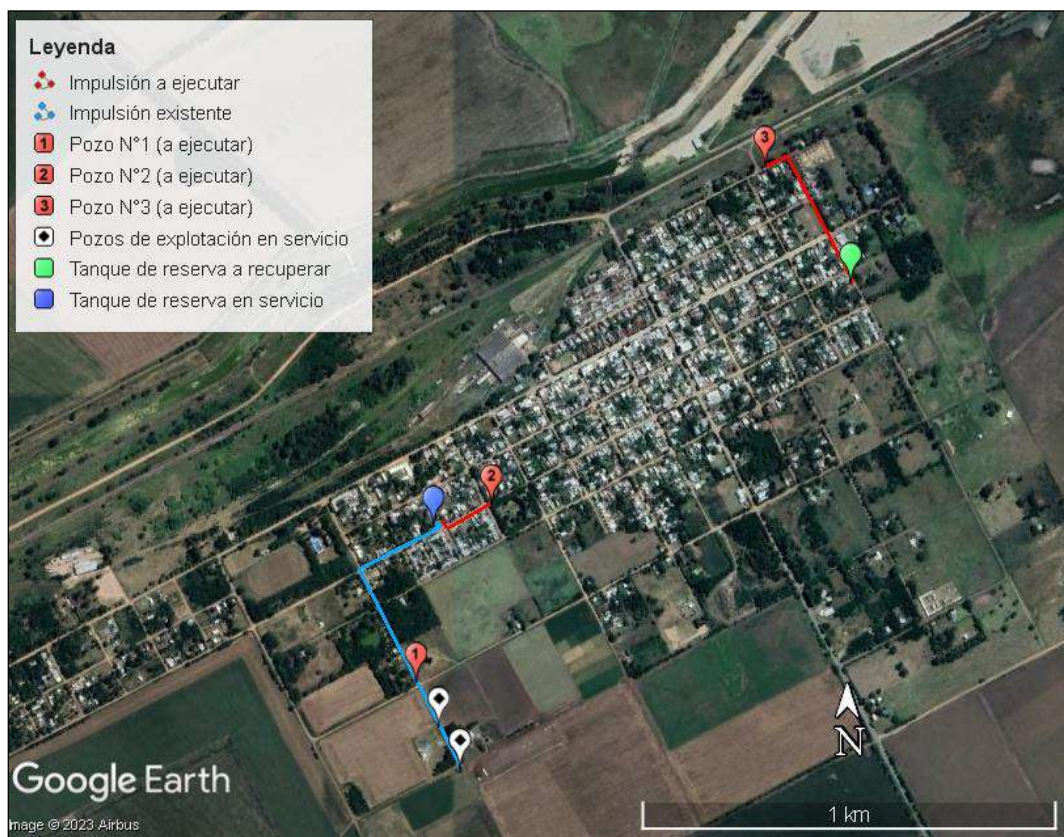 Leyenda
Impulsión a ejecutar
Impulsión existente
1 Pozo N°1 (a ejecutar)
2 Pozo N°2 (a ejecutar)
3 Pozo N°3 (a ejecutar)
Pozos de explotación en servicio
Tanque de reserva a recuperar
Tanque de reserva en servicio
3
2
1
N
Google Earth
1 km
mage © 2023 Airbus